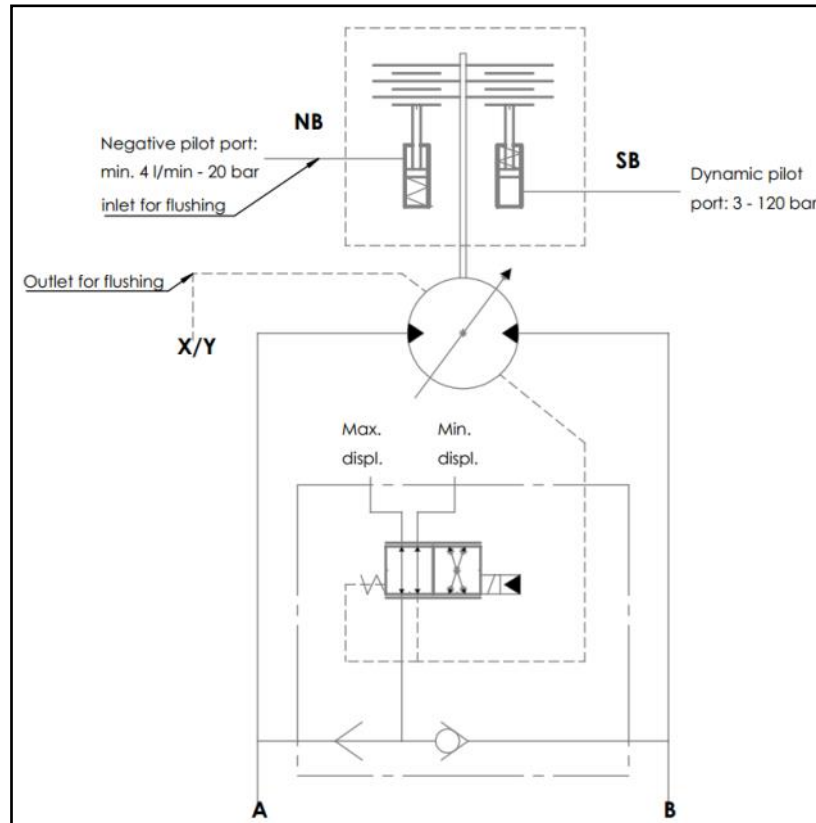 NB
Negative pilot port:
min. 4 l/min - 20 bar
inlet for flushing
SB
Dynamic pilot
port: 3 - 120 bar
Outlet for flushing
X/Y
Max.
displ.
Min.
displ.
A
B